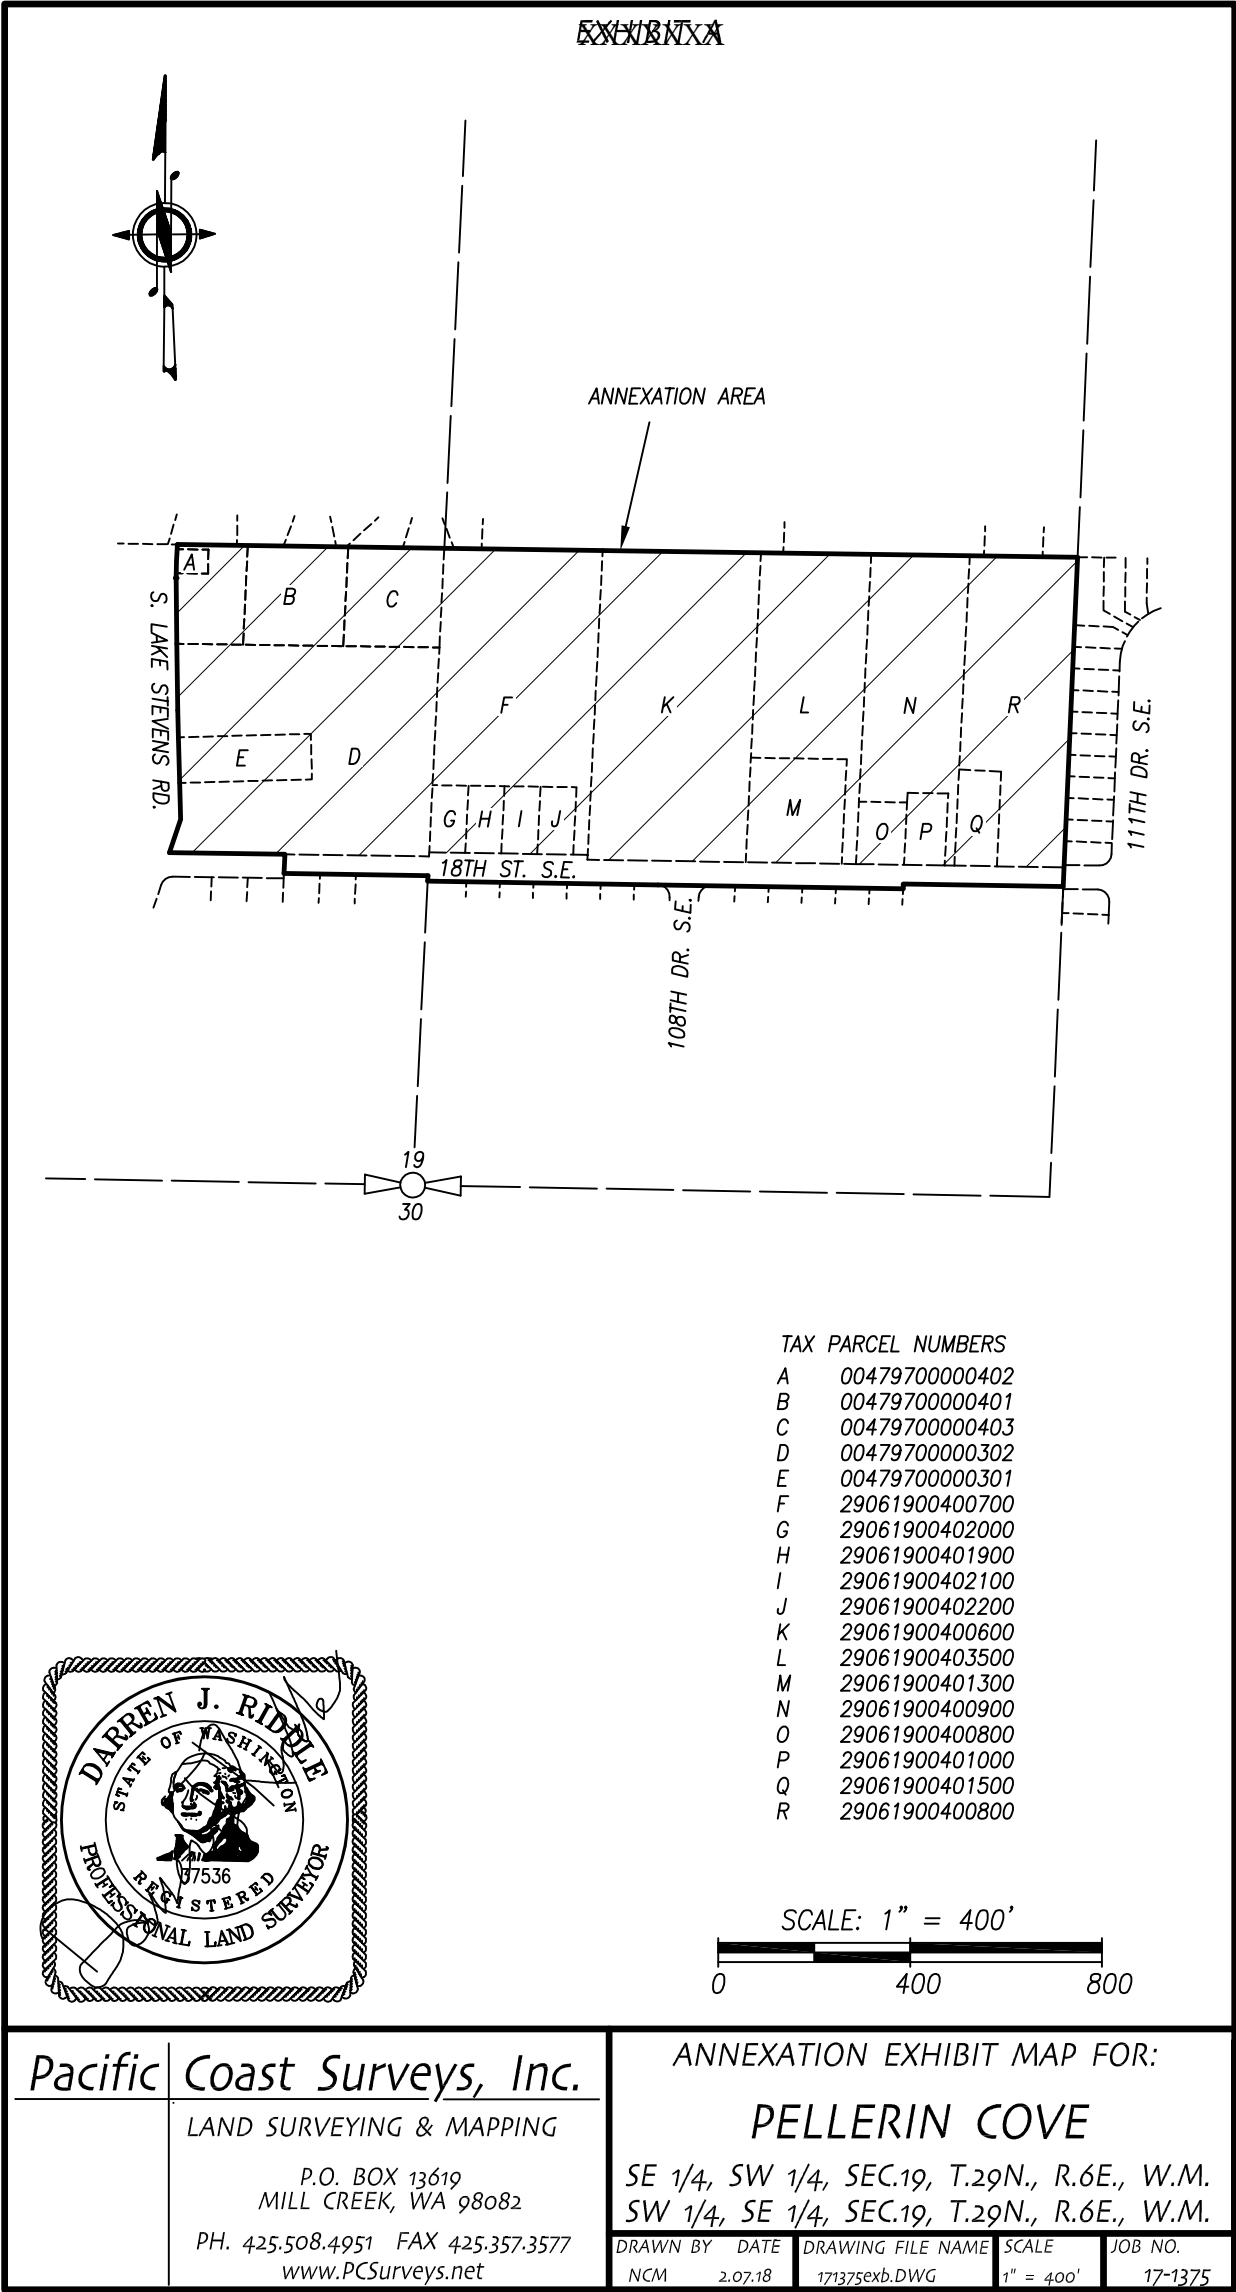 EXHIBIT A
ANNEXATION AREA
A
B
C
S. LAKE STEVENS RD.
F
K
L
N
R
E
D
G
H
I
J
M
O
P
Q
111TH DR. S.E.
18TH ST. S.E.
108TH DR. S.E.
19
30
TAX PARCEL NUMBERS
A 00479700000402
B 00479700000401
C 00479700000403
D 00479700000302
E 00479700000301
F 29061900400700
G 29061900402000
H 29061900401900
I 29061900402100
J 29061900402200
K 29061900400600
L 29061900403500
M 29061900401300
N 29061900400900
O 29061900400800
P 29061900401000
Q 29061900401500
R 29061900400800
DARREN J. RIDDLE
STATE OF WASHINGTON
37536
REGISTERED
PROFESSIONAL LAND SURVEYOR
SCALE: 1" = 400'
0 400 800
Pacific Coast Surveys, Inc.
LAND SURVEYING & MAPPING
P.O. BOX 13619
MILL CREEK, WA 98082
PH. 425.508.4951 FAX 425.357.3577
www.PCSurveys.net
ANNEXATION EXHIBIT MAP FOR:
PELLERIN COVE
SE 1/4, SW 1/4, SEC.19, T.29N., R.6E., W.M.
SW 1/4, SE 1/4, SEC.19, T.29N., R.6E., W.M.
DRAWN BY DATE DRAWING FILE NAME SCALE JOB NO.
NCM 2.07.18 171375exb.DWG 1" = 400' 17-1375